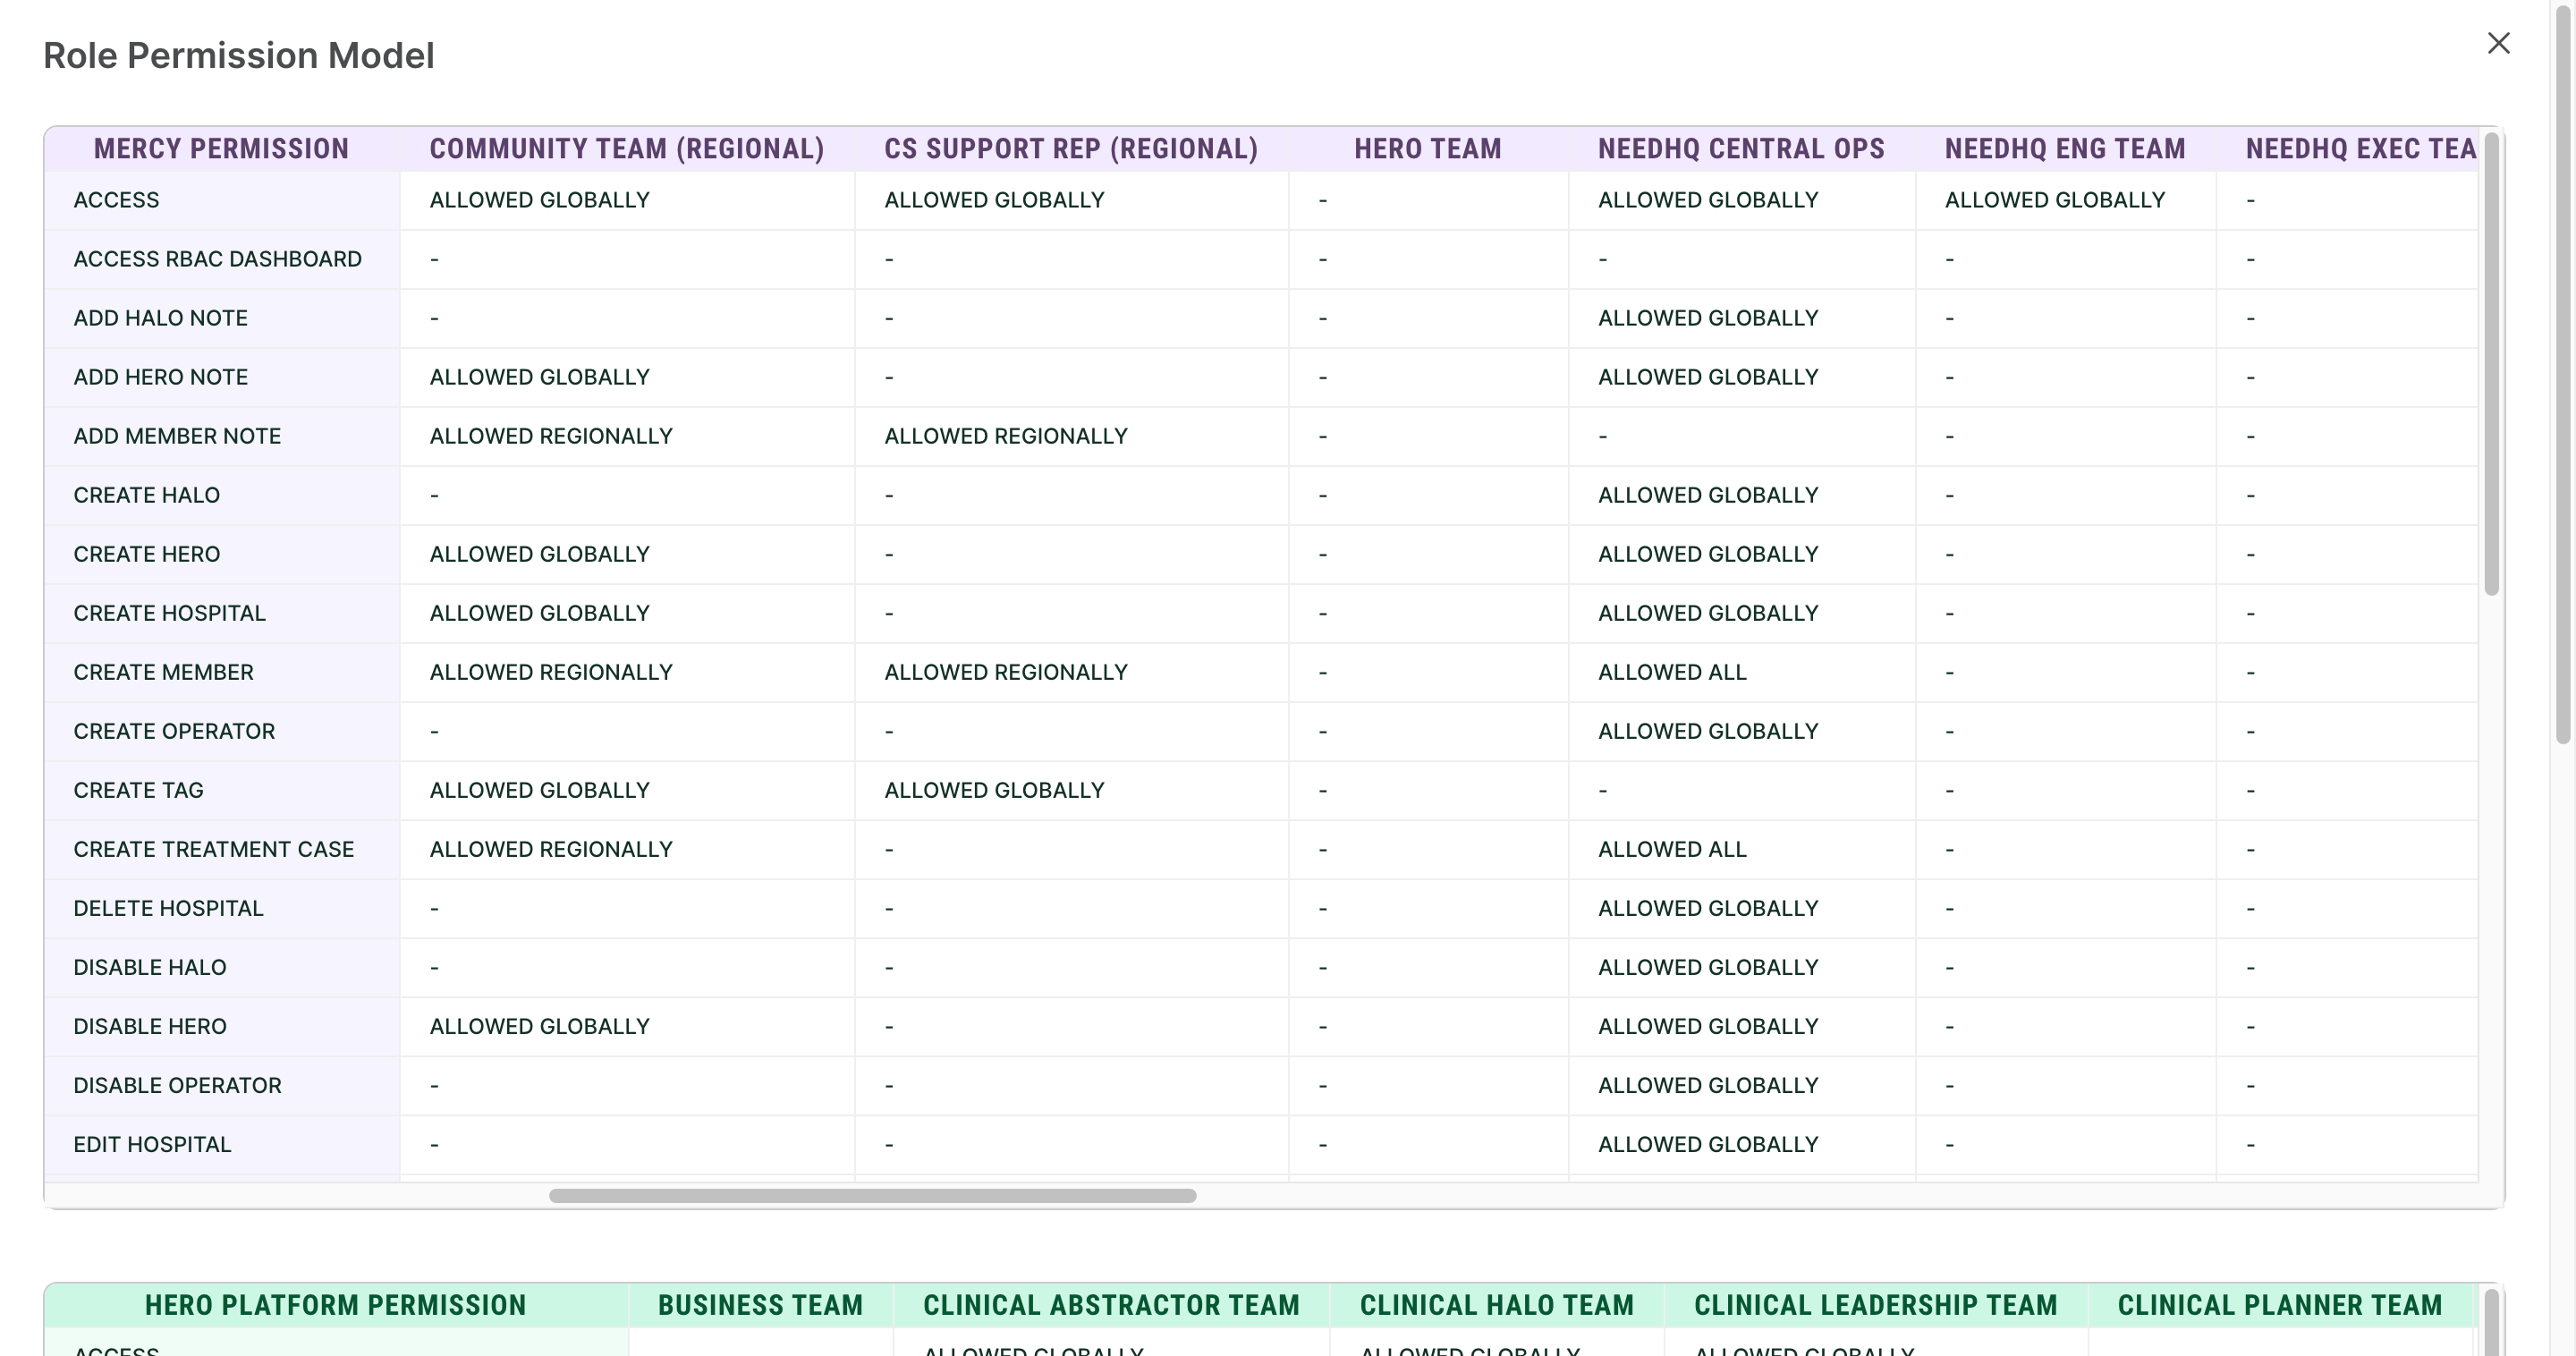 Role Permission Model
MERCY PERMISSION COMMUNITY TEAM (REGIONAL) CS SUPPORT REP (REGIONAL) HERO TEAM NEEDHQ CENTRAL OPS NEEDHQ ENG TEAM NEEDHQ EXEC TEA
ACCESS ALLOWED GLOBALLY ALLOWED GLOBALLY - ALLOWED GLOBALLY ALLOWED GLOBALLY -
ACCESS RBAC DASHBOARD - - - - - -
ADD HALO NOTE - - - ALLOWED GLOBALLY - -
ADD HERO NOTE ALLOWED GLOBALLY - - ALLOWED GLOBALLY - -
ADD MEMBER NOTE ALLOWED REGIONALLY ALLOWED REGIONALLY - - - -
CREATE HALO - - - ALLOWED GLOBALLY - -
CREATE HERO ALLOWED GLOBALLY - - ALLOWED GLOBALLY - -
CREATE HOSPITAL ALLOWED GLOBALLY - - ALLOWED GLOBALLY - -
CREATE MEMBER ALLOWED REGIONALLY ALLOWED REGIONALLY - ALLOWED ALL - -
CREATE OPERATOR - - - ALLOWED GLOBALLY - -
CREATE TAG ALLOWED GLOBALLY ALLOWED GLOBALLY - - - -
CREATE TREATMENT CASE ALLOWED REGIONALLY - - ALLOWED ALL - -
DELETE HOSPITAL - - - ALLOWED GLOBALLY - -
DISABLE HALO - - - ALLOWED GLOBALLY - -
DISABLE HERO ALLOWED GLOBALLY - - ALLOWED GLOBALLY - -
DISABLE OPERATOR - - - ALLOWED GLOBALLY - -
EDIT HOSPITAL - - - ALLOWED GLOBALLY - -
HERO PLATFORM PERMISSION BUSINESS TEAM CLINICAL ABSTRACTOR TEAM CLINICAL HALO TEAM CLINICAL LEADERSHIP TEAM CLINICAL PLANNER TEAM
ACCESS ALLOWED GLOBALLY ALLOWED GLOBALLY ALLOWED GLOBALLY